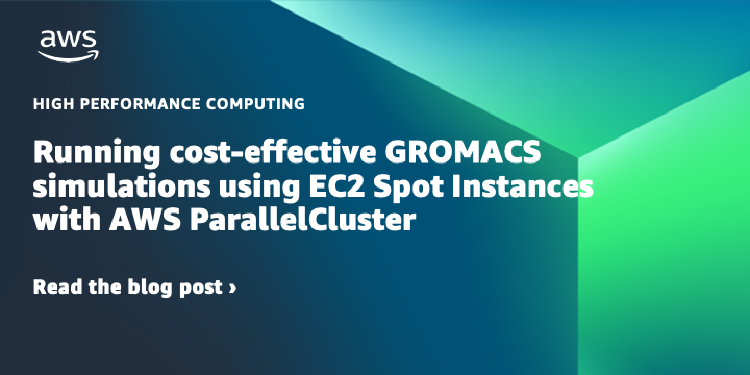 aws
HIGH PERFORMANCE COMPUTING
Running cost-effective GROMACS
simulations using EC2 Spot Instances
with AWS ParallelCluster
Read the blog post ›